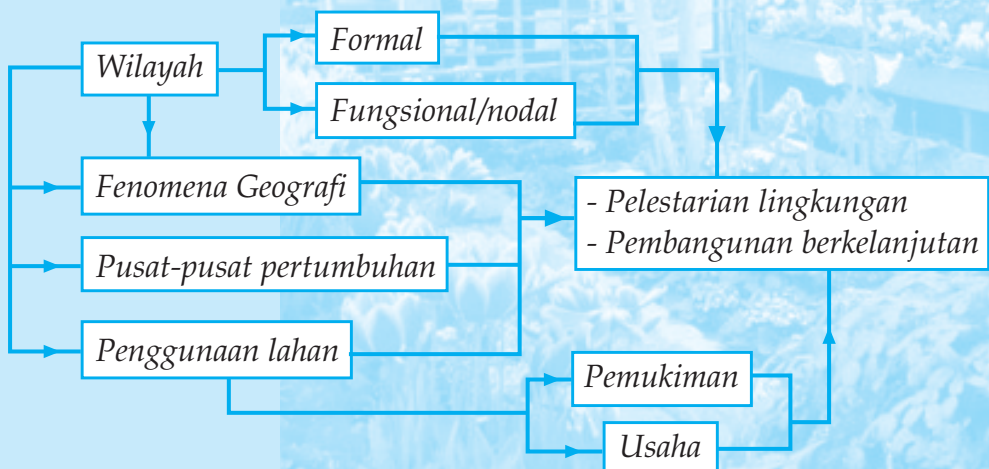 Wilayah
Formal
Fungsional/nodal
Fenomena Geografi
Pusat-pusat pertumbuhan
Penggunaan lahan
- Pelestarian lingkungan
- Pembangunan berkelanjutan
Pemukiman
Usaha